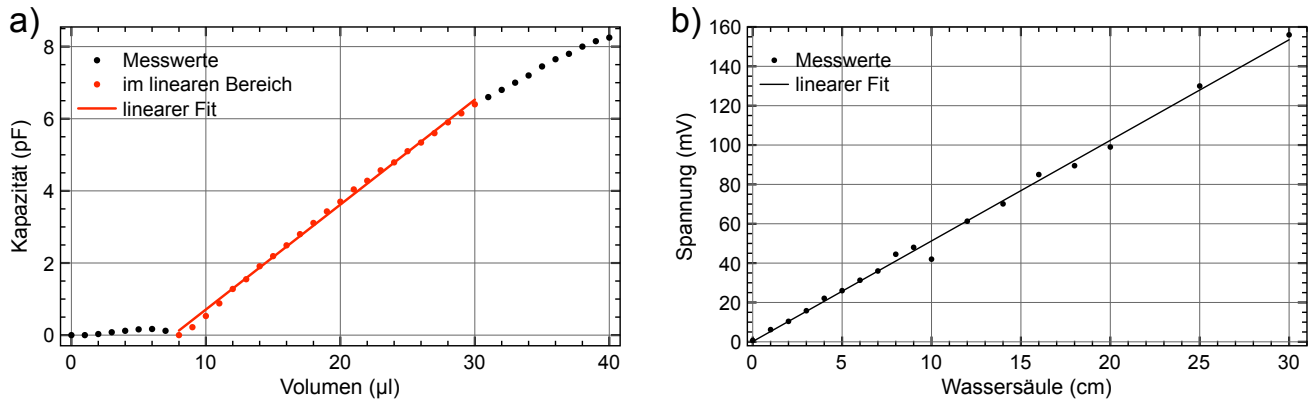 a)
Kapazität (pF)
8
6
4
2
0
Messwerte
im linearen Bereich
linearer Fit
0
10
20
30
40
Volumen (µl)
b)
Spannung (mV)
160
140
120
100
80
60
40
20
0
Messwerte
linearer Fit
0
5
10
15
20
25
30
Wassersäule (cm)